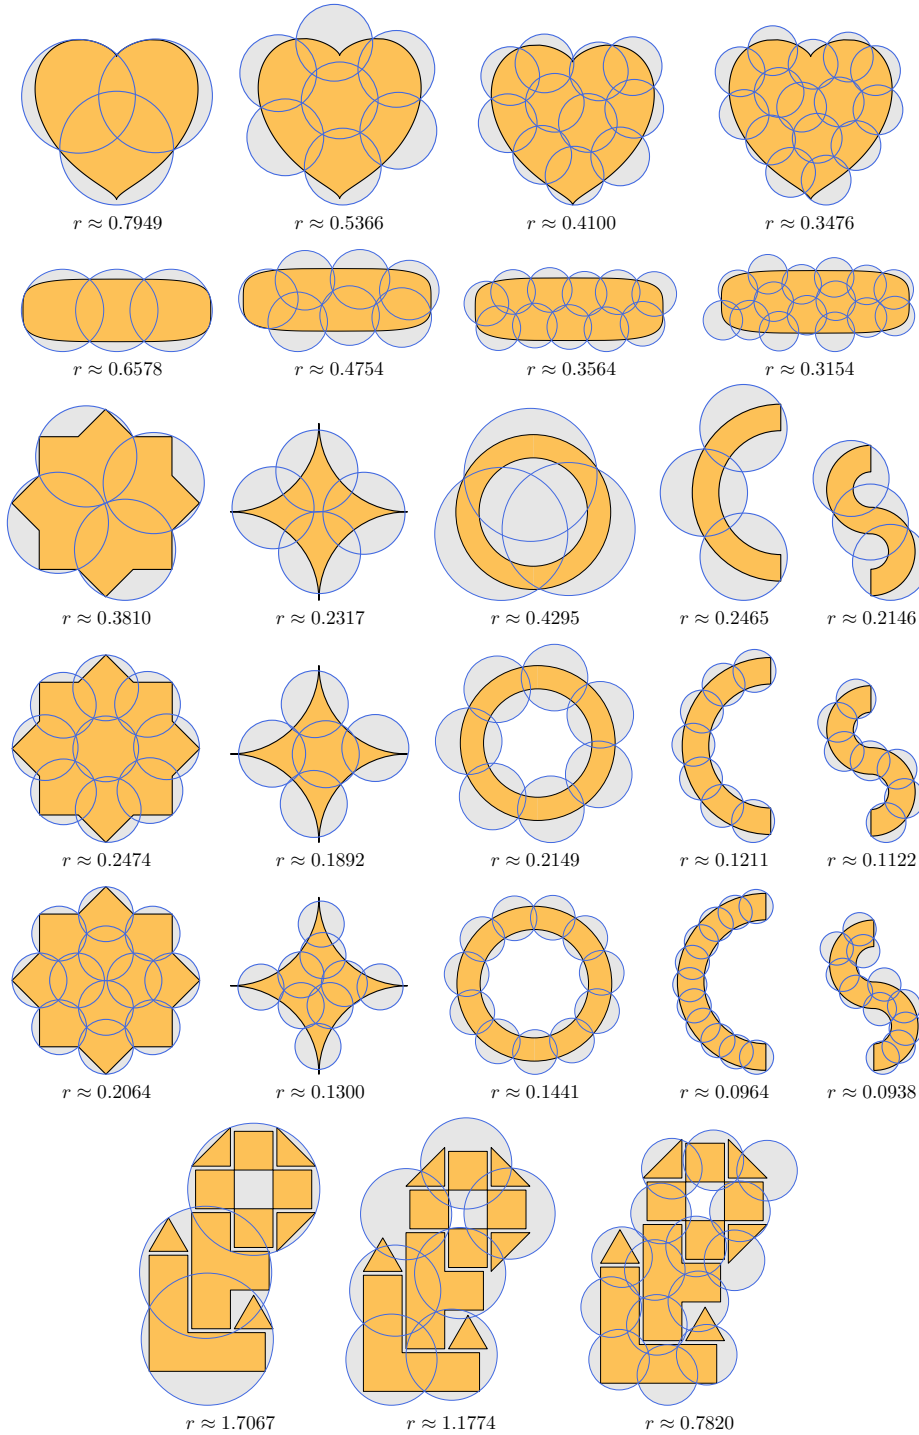 r ≈ 0.7949 r ≈ 0.5366 r ≈ 0.4100 r ≈ 0.3476
r ≈ 0.6578 r ≈ 0.4754 r ≈ 0.3564 r ≈ 0.3154
r ≈ 0.3810 r ≈ 0.2317 r ≈ 0.4295 r ≈ 0.2465 r ≈ 0.2146
r ≈ 0.2474 r ≈ 0.1892 r ≈ 0.2149 r ≈ 0.1211 r ≈ 0.1122
r ≈ 0.2064 r ≈ 0.1300 r ≈ 0.1441 r ≈ 0.0964 r ≈ 0.0938
r ≈ 1.7067 r ≈ 1.1774 r ≈ 0.7820